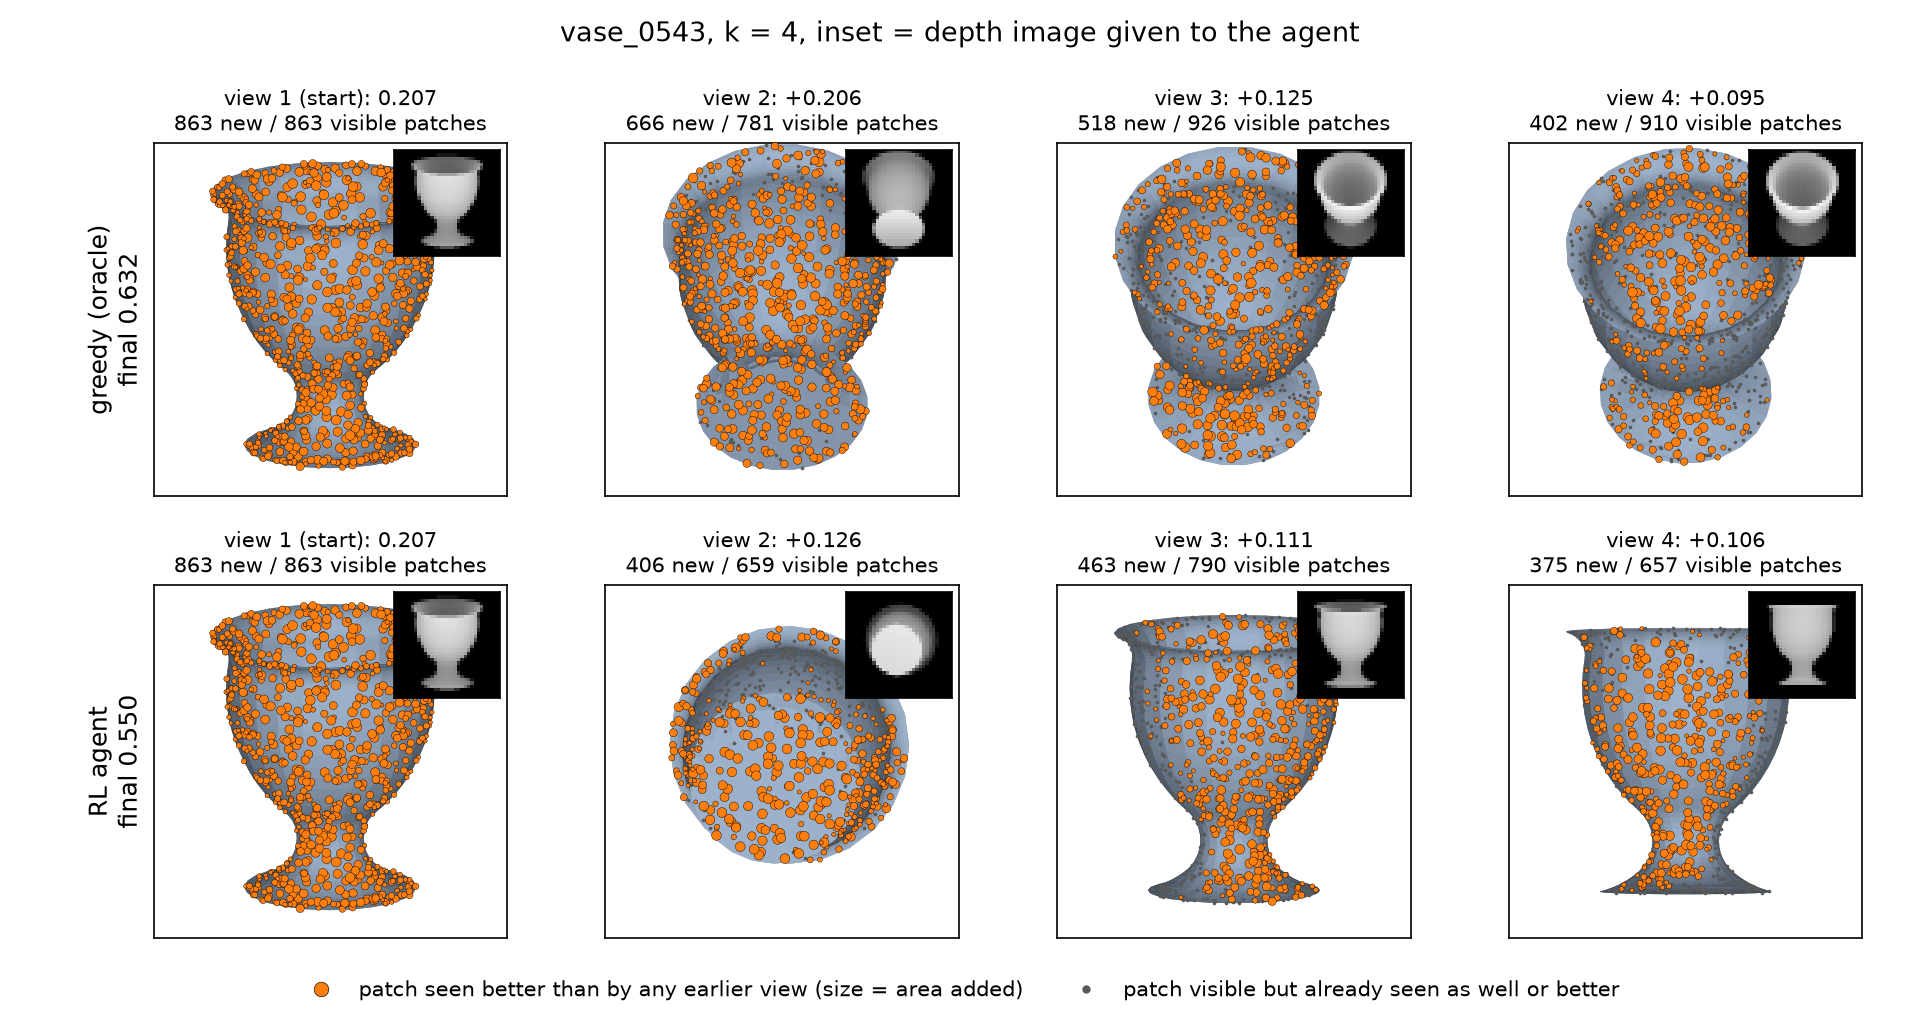 vase_0543, k = 4, inset = depth image given to the agent
view 1 (start): 0.207
863 new / 863 visible patches
view 2: +0.206
666 new / 781 visible patches
view 3: +0.125
518 new / 926 visible patches
view 4: +0.095
402 new / 910 visible patches
greedy (oracle)
final 0.632
view 1 (start): 0.207
863 new / 863 visible patches
view 2: +0.126
406 new / 659 visible patches
view 3: +0.111
463 new / 790 visible patches
view 4: +0.106
375 new / 657 visible patches
RL agent
final 0.550
patch seen better than by any earlier view (size = area added)
patch visible but already seen as well or better